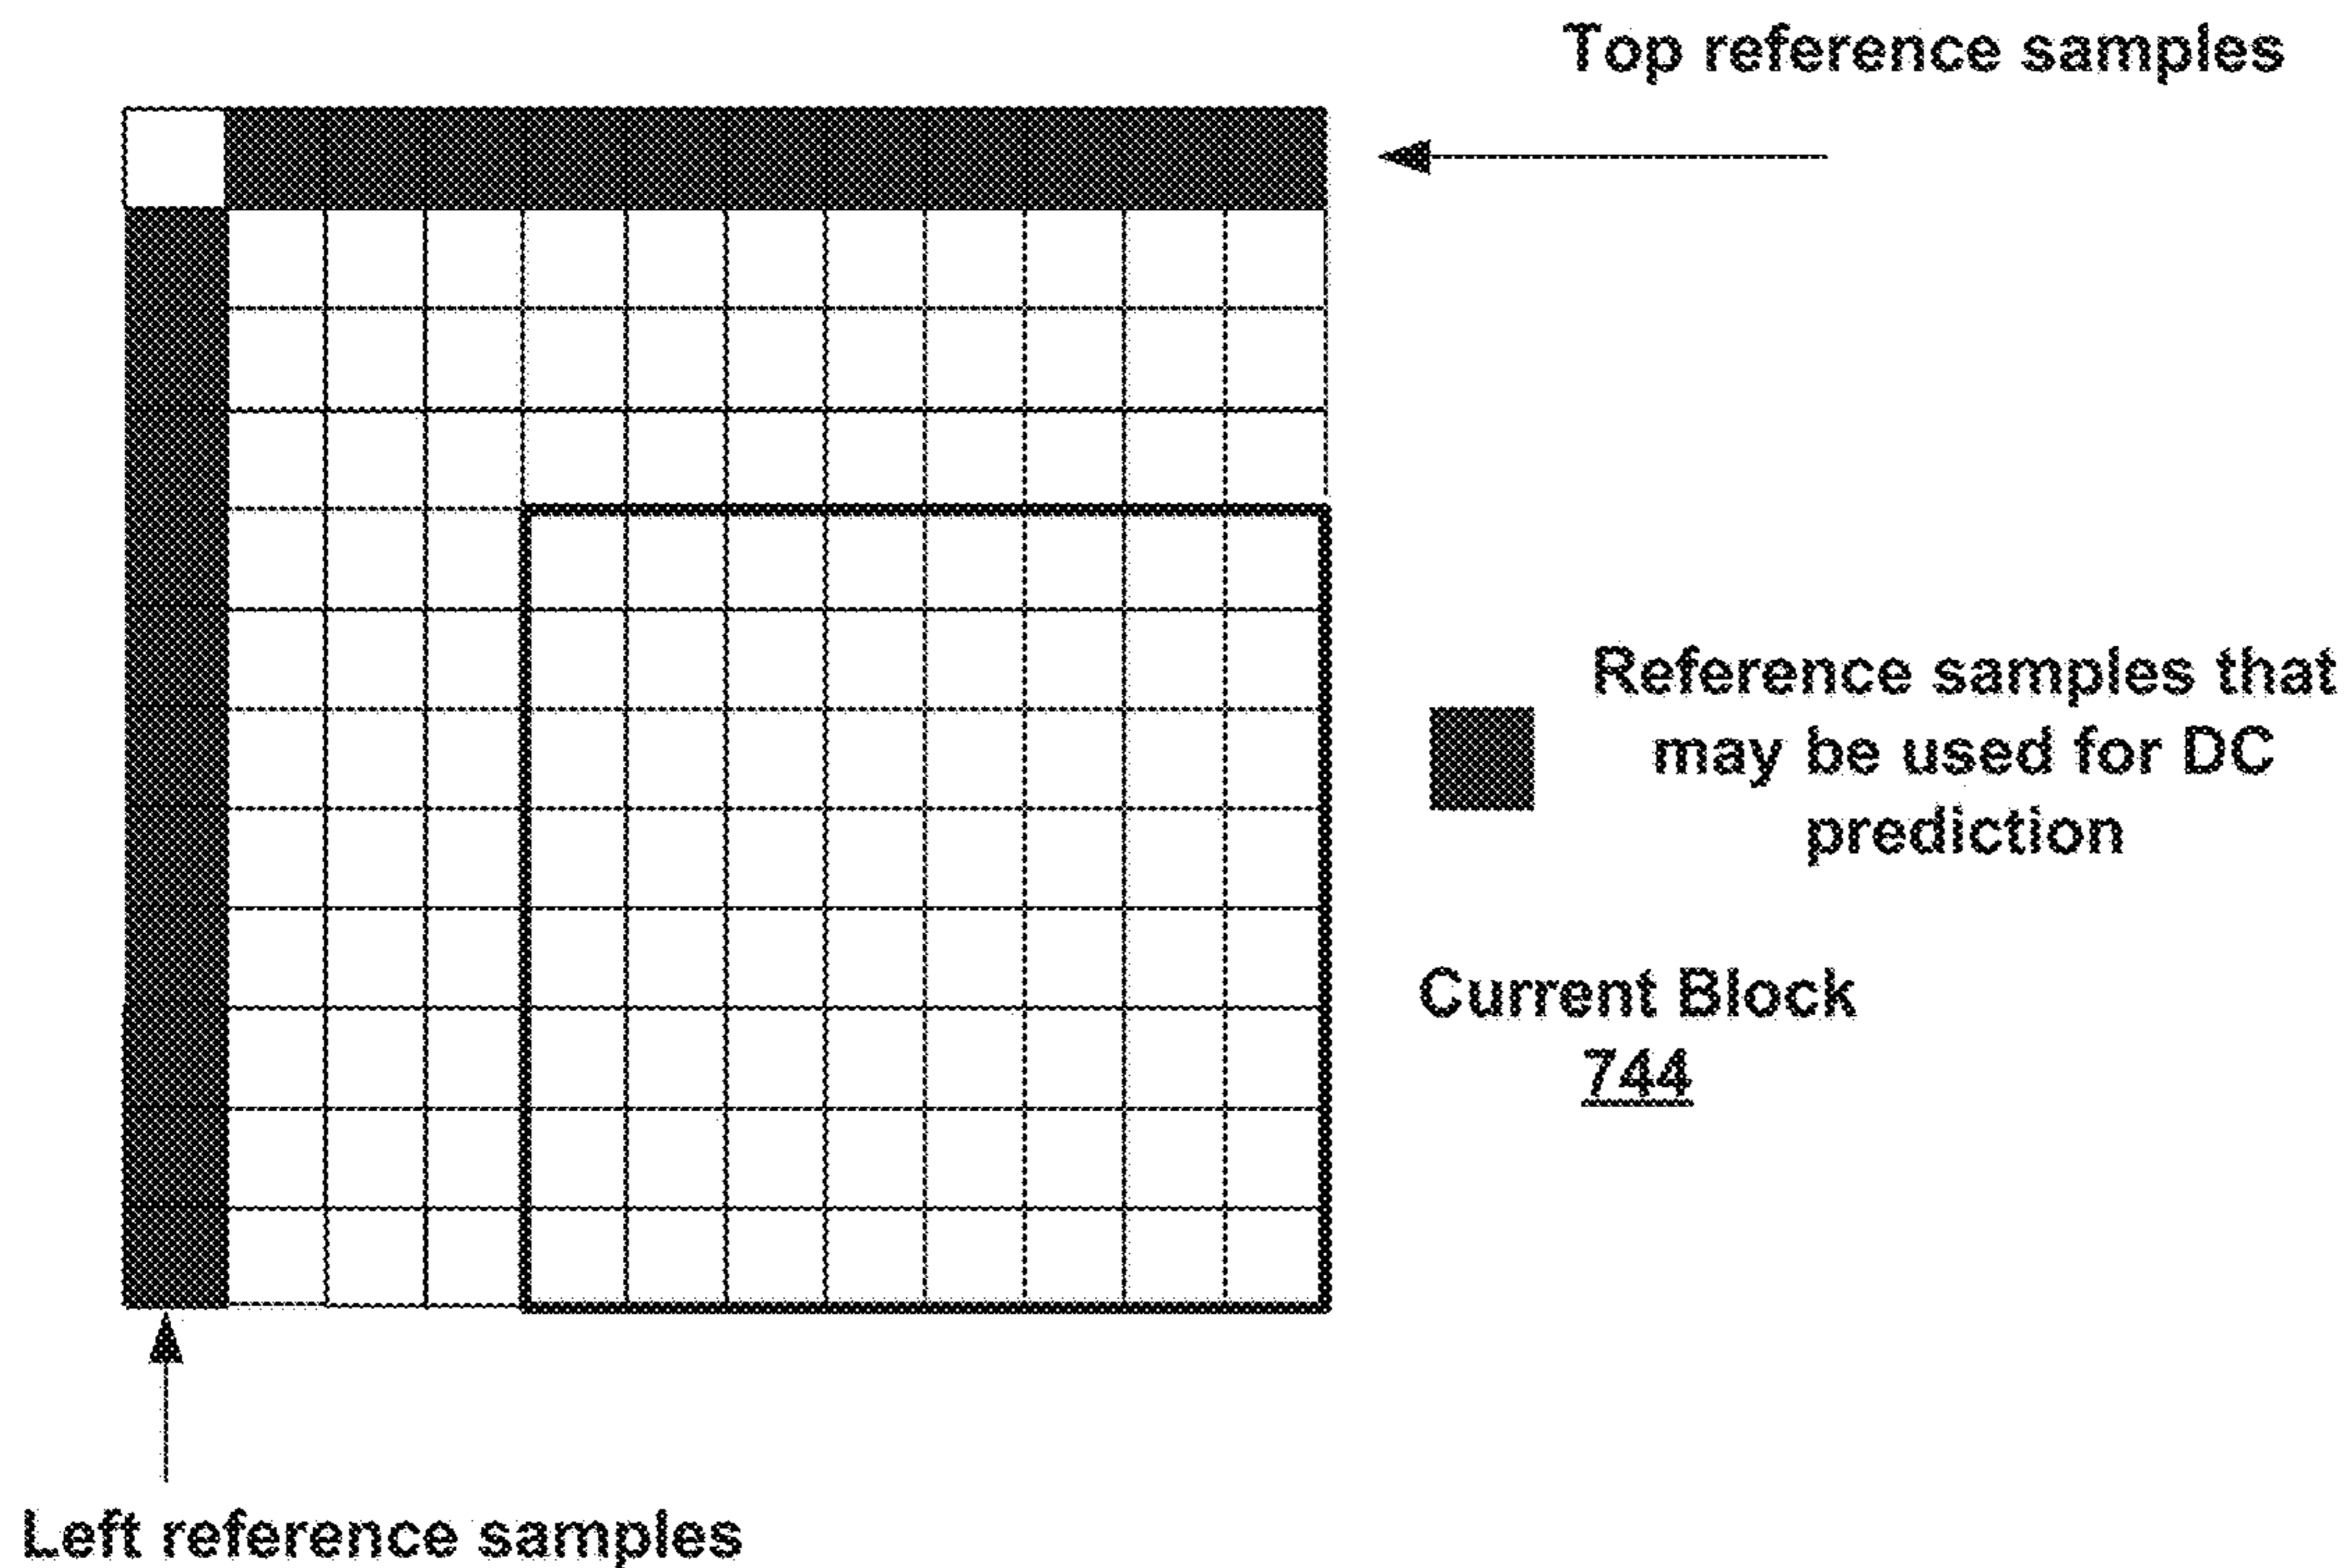 Top reference samples
Reference samples that
may be used for DC
prediction
Current Block
744
Left reference samples